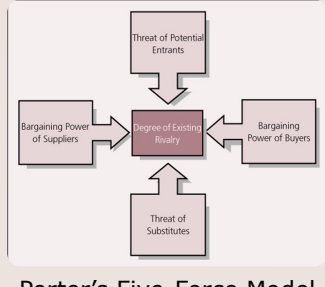 Threat of Potential
Entrants
Bargaining Power
of Suppliers
Degree of Existing
Rivalry
Bargaining
Power of Buyers
Threat of
Substitutes
Porter's Five-Force Model